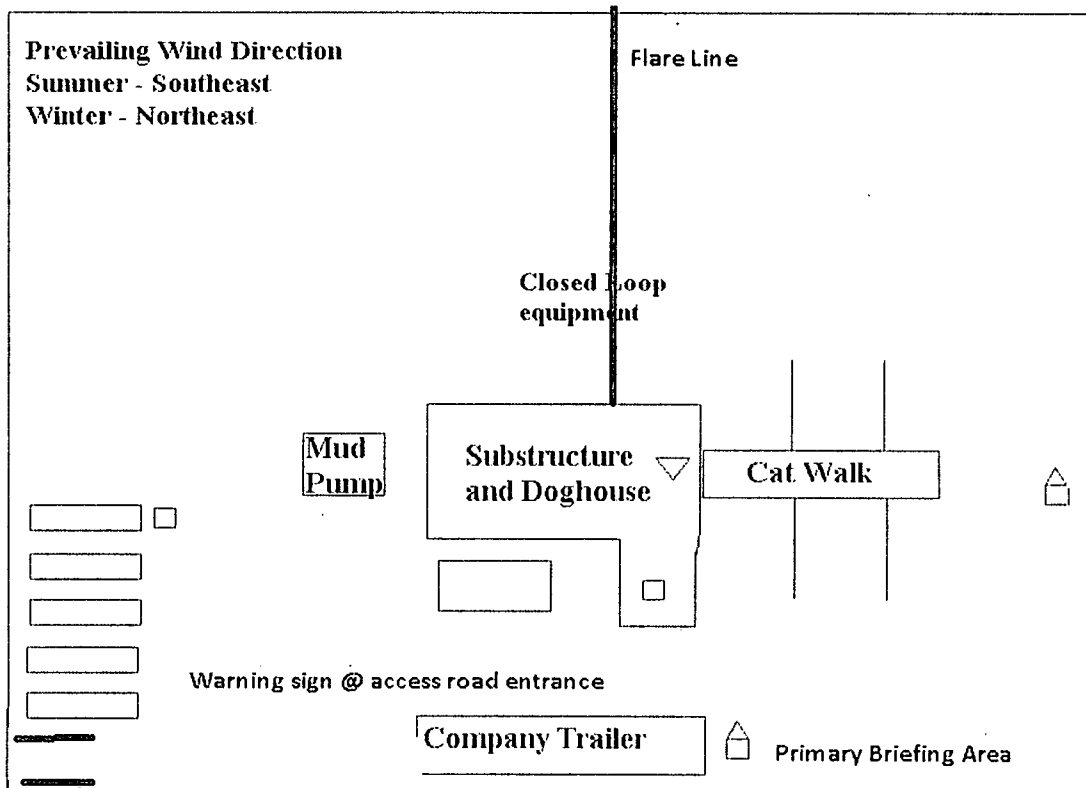 Prevailing Wind Direction
Summer - Southeast
Winter - Northeast
Flare Line
Closed Loop
equipment
Mud
Pump
Substructure
and Doghouse
Cat Walk
Warning sign @ access road entrance
Company Trailer
Primary Briefing Area